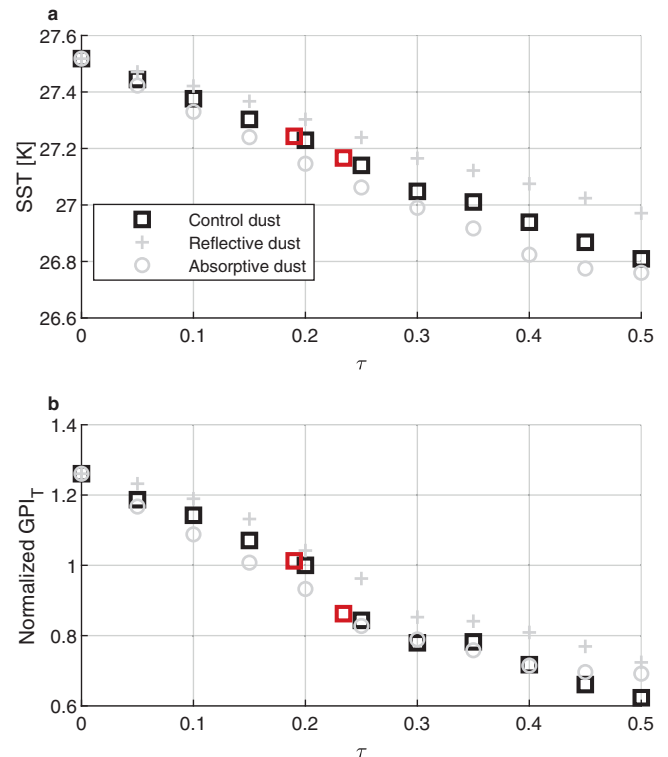 a
27.6
27.4
27.2
27
26.8
26.6
SST [K]
Control dust
Reflective dust
Absorptive dust
0 0.1 0.2 0.3 0.4 0.5
τ
b
1.4
1.2
1
0.8
0.6
Normalized GPI_T
0 0.1 0.2 0.3 0.4 0.5
τ